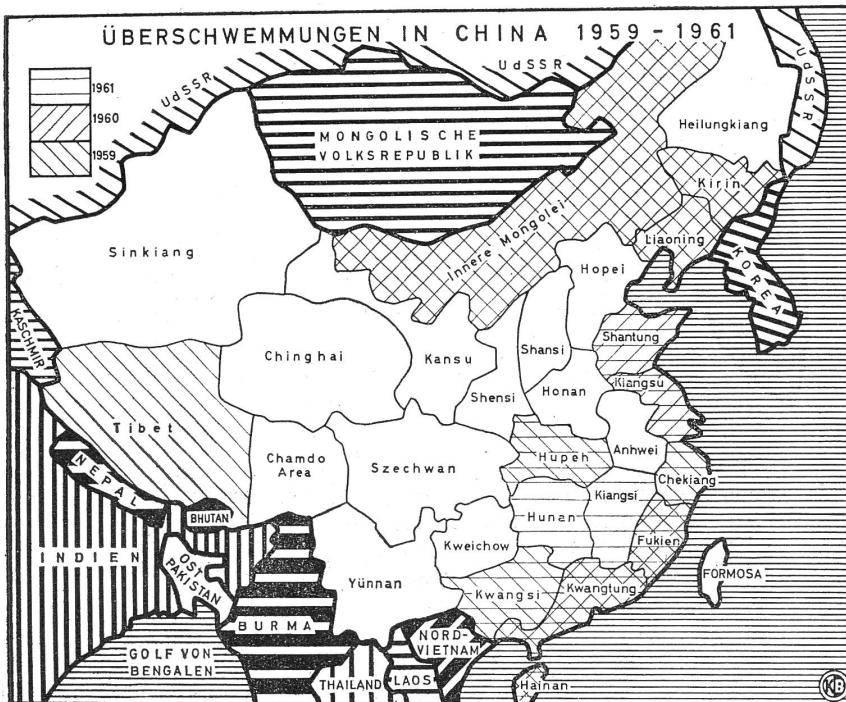 ÜBERSCHWEMMUNGEN IN CHINA 1959 - 1961
1961
1960
1959
UdSSR
UdSSR
UdSSR
MONGOLISCHE
VOLKSREPUBLIK
Heilungkiang
Kirin
Liaoning
KOREA
Innere Mongolei
Sinkiang
Hopei
KASCHMIR
Chinghai
Kansu
Shansi
Shantung
Shensi
Honan
Kiangsu
Tibet
Chamdo
Area
Szechwan
Hupeh
Anhwei
Chekiang
NEPAL
BHUTAN
Hunan
Kiangsi
Fukien
INDIEN
OST
PAKISTAN
Kweichow
Yünnan
Kwangsi
Kwangtung
FORMOSA
BURMA
NORD-
VIETNAM
GOLF VON
BENGALEN
THAILAND
LAOS
Hainan
KB